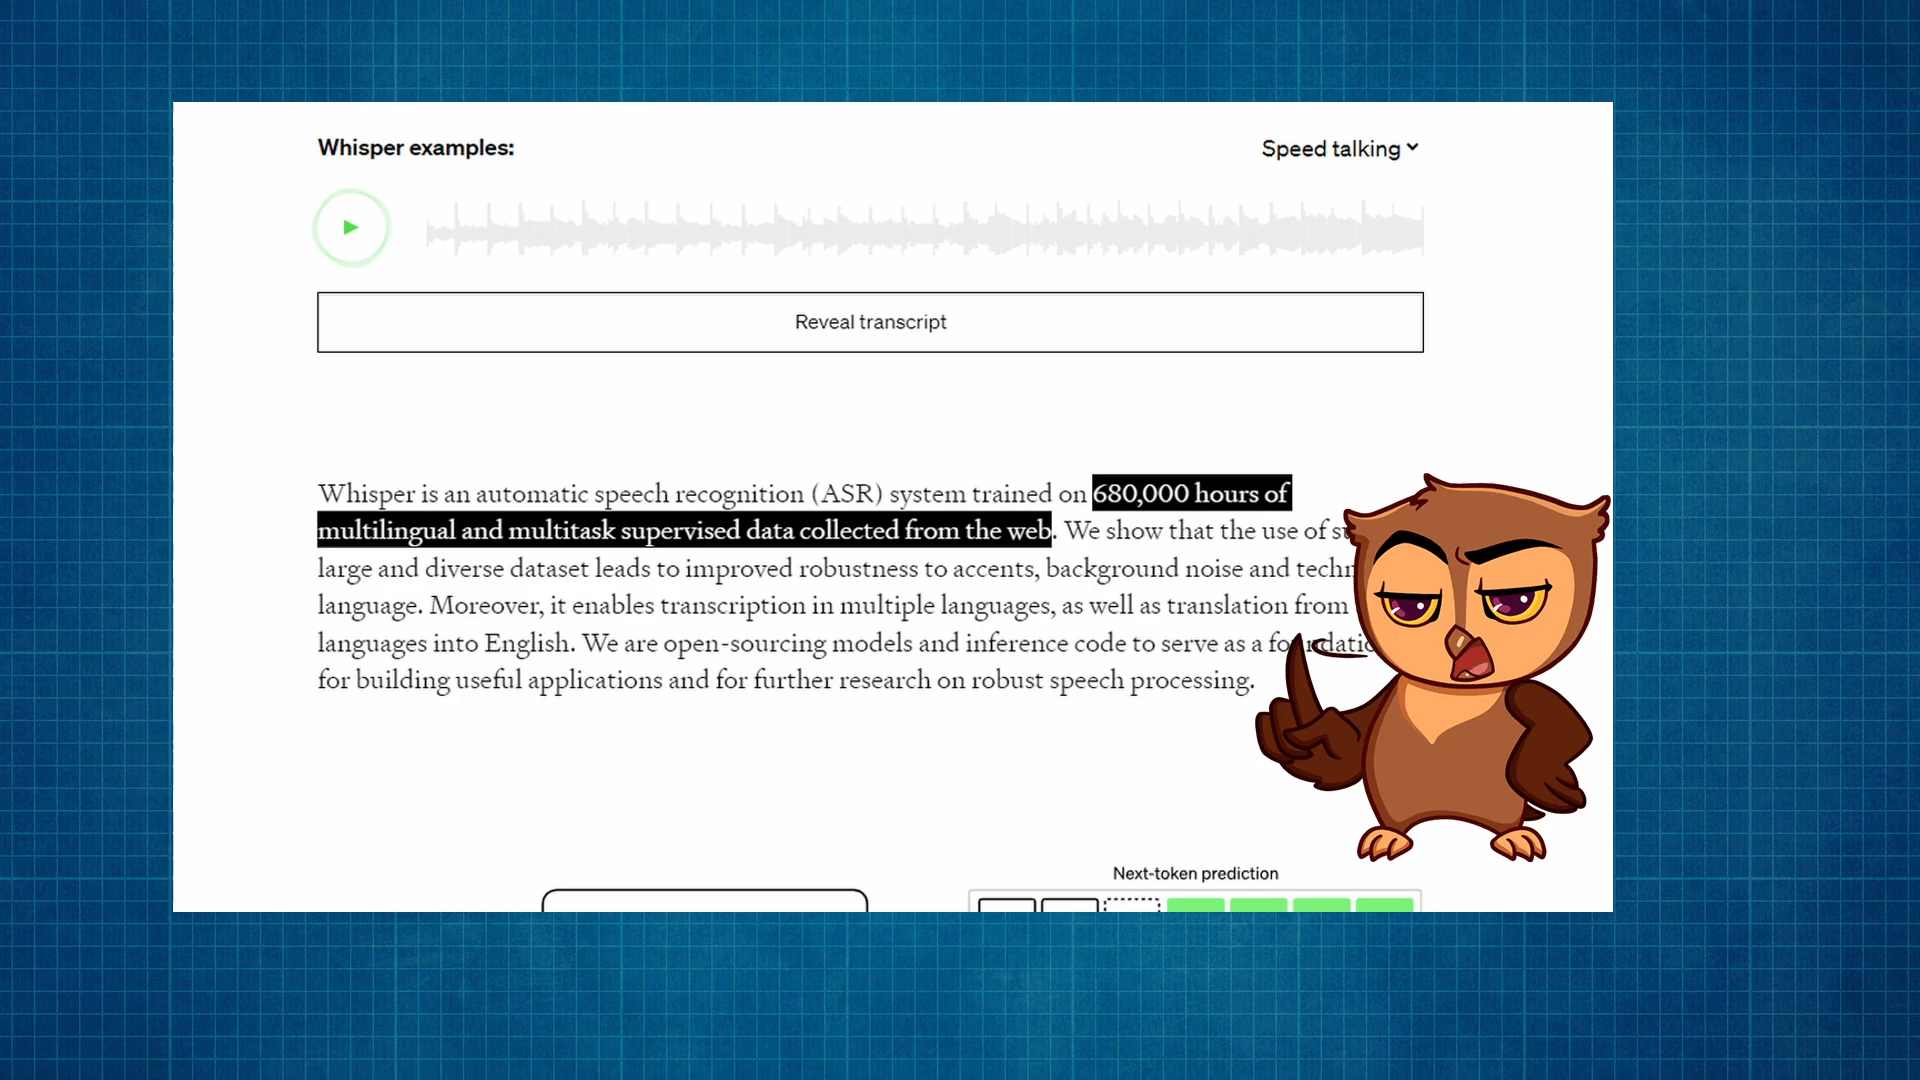 Whisper examples:
Speed talking
Reveal transcript
Whisper is an automatic speech recognition (ASR) system trained on 680,000 hours of
multilingual and multitask supervised data collected from the web. We show that the use of
large and diverse dataset leads to improved robustness to accents, background noise and
language. Moreover, it enables transcription in multiple languages, as well as translation from
languages into English. We are open-sourcing models and inference code to serve as a
for building useful applications and for further research on robust speech processing.
Next-token prediction